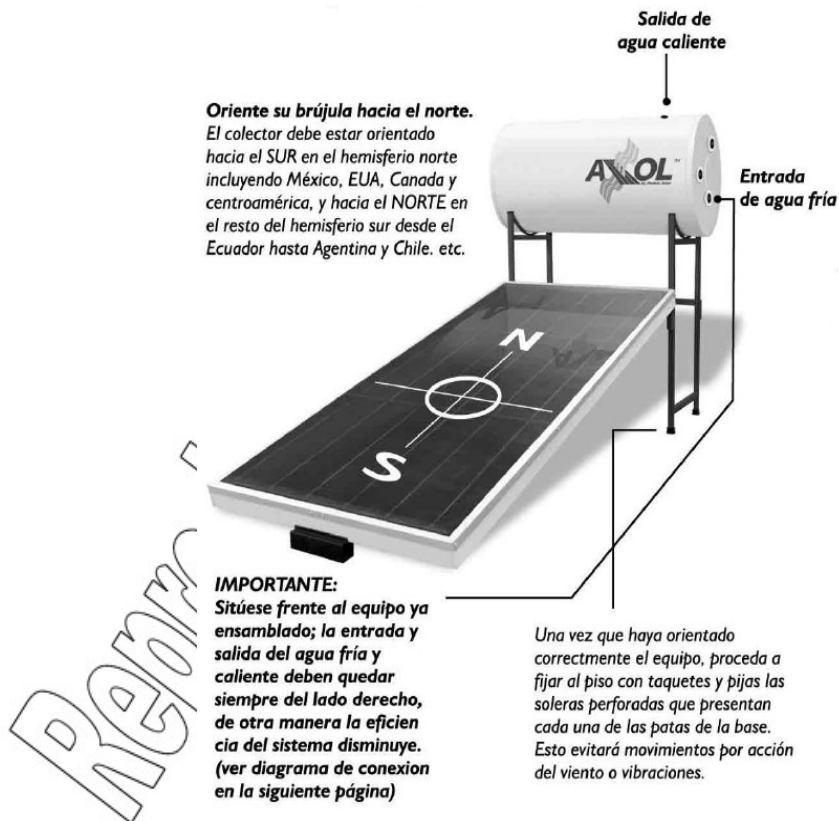 Salida de
agua caliente
Oriente su brújula hacia el norte.
El colector debe estar orientado
hacia el SUR en el hemisferio norte
incluyendo México, EUA, Canada y
centroamérica, y hacia el NORTE en
el resto del hemisferio sur desde el
Ecuador hasta Agentina y Chile. etc.
AXOL
Entrada
de agua fría
N
S
IMPORTANTE:
Sitúese frente al equipo ya
ensamblado; la entrada y
salida del agua fría y
caliente deben quedar
siempre del lado derecho,
de otra manera la eficien
cia del sistema disminuye.
(ver diagrama de conexion
en la siguiente página)
Una vez que haya orientado
correctamente el equipo, proceda a
fijar al piso con taquetes y pijas las
soleras perforadas que presentan
cada una de las patas de la base.
Esto evitará movimientos por acción
del viento o vibraciones.